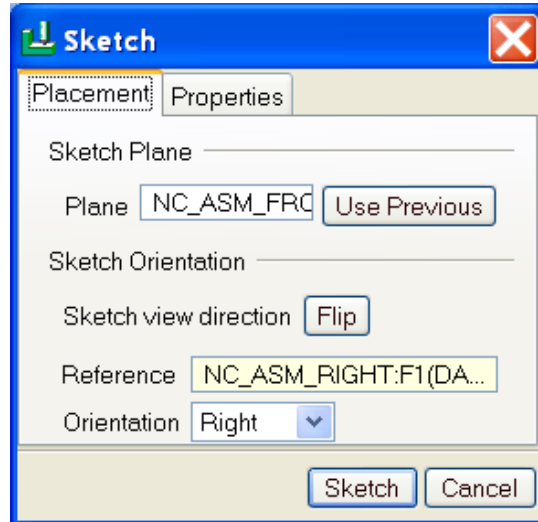 Sketch
Placement Properties
Sketch Plane
Plane NC_ASM_FRO Use Previous
Sketch Orientation
Sketch view direction Flip
Reference NC_ASM_RIGHT:F1(DA...
Orientation Right
Sketch Cancel